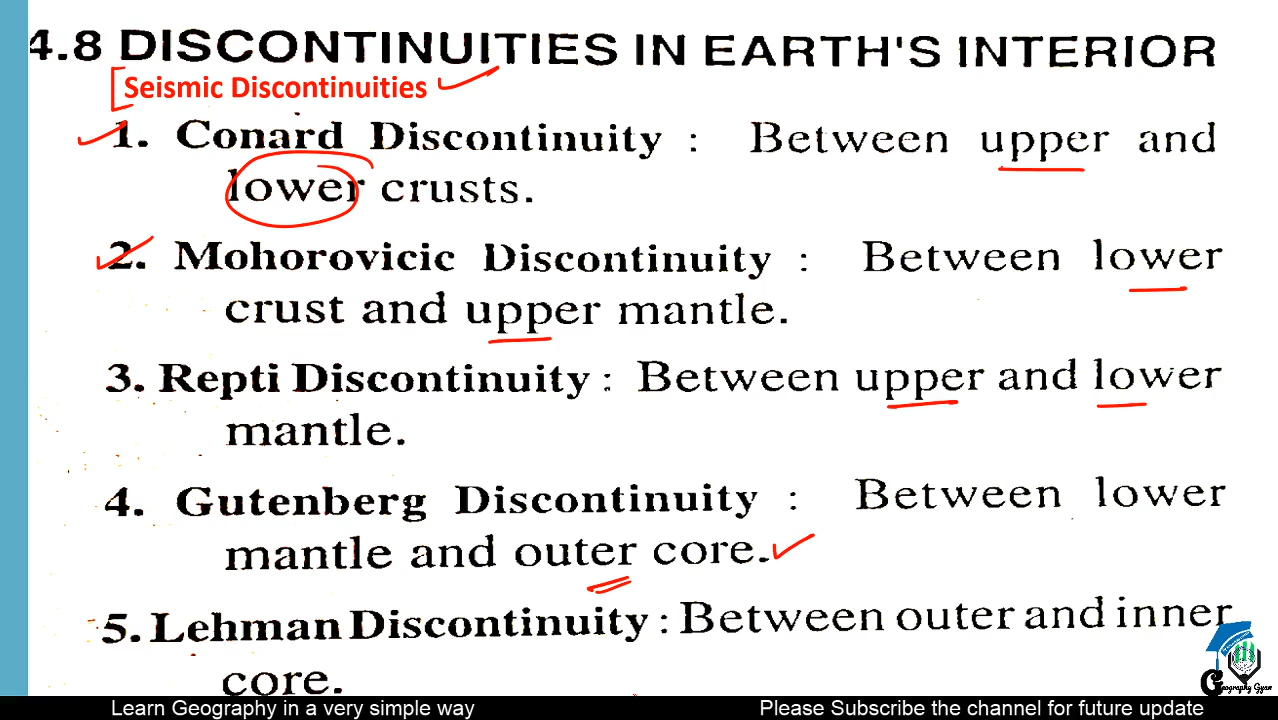 4.8 DISCONTINUITIES IN EARTH'S INTERIOR
Seismic Discontinuities
1. Conard Discontinuity : Between upper and
lower crusts.
2. Mohorovicic Discontinuity : Between lower
crust and upper mantle.
3. Repti Discontinuity : Between upper and lower
mantle.
4. Gutenberg Discontinuity : Between lower
mantle and outer core.
5. Lehman Discontinuity : Between outer and inner
core.
Geography Gyan
Learn Geography in a very simple way
Please Subscribe the channel for future update